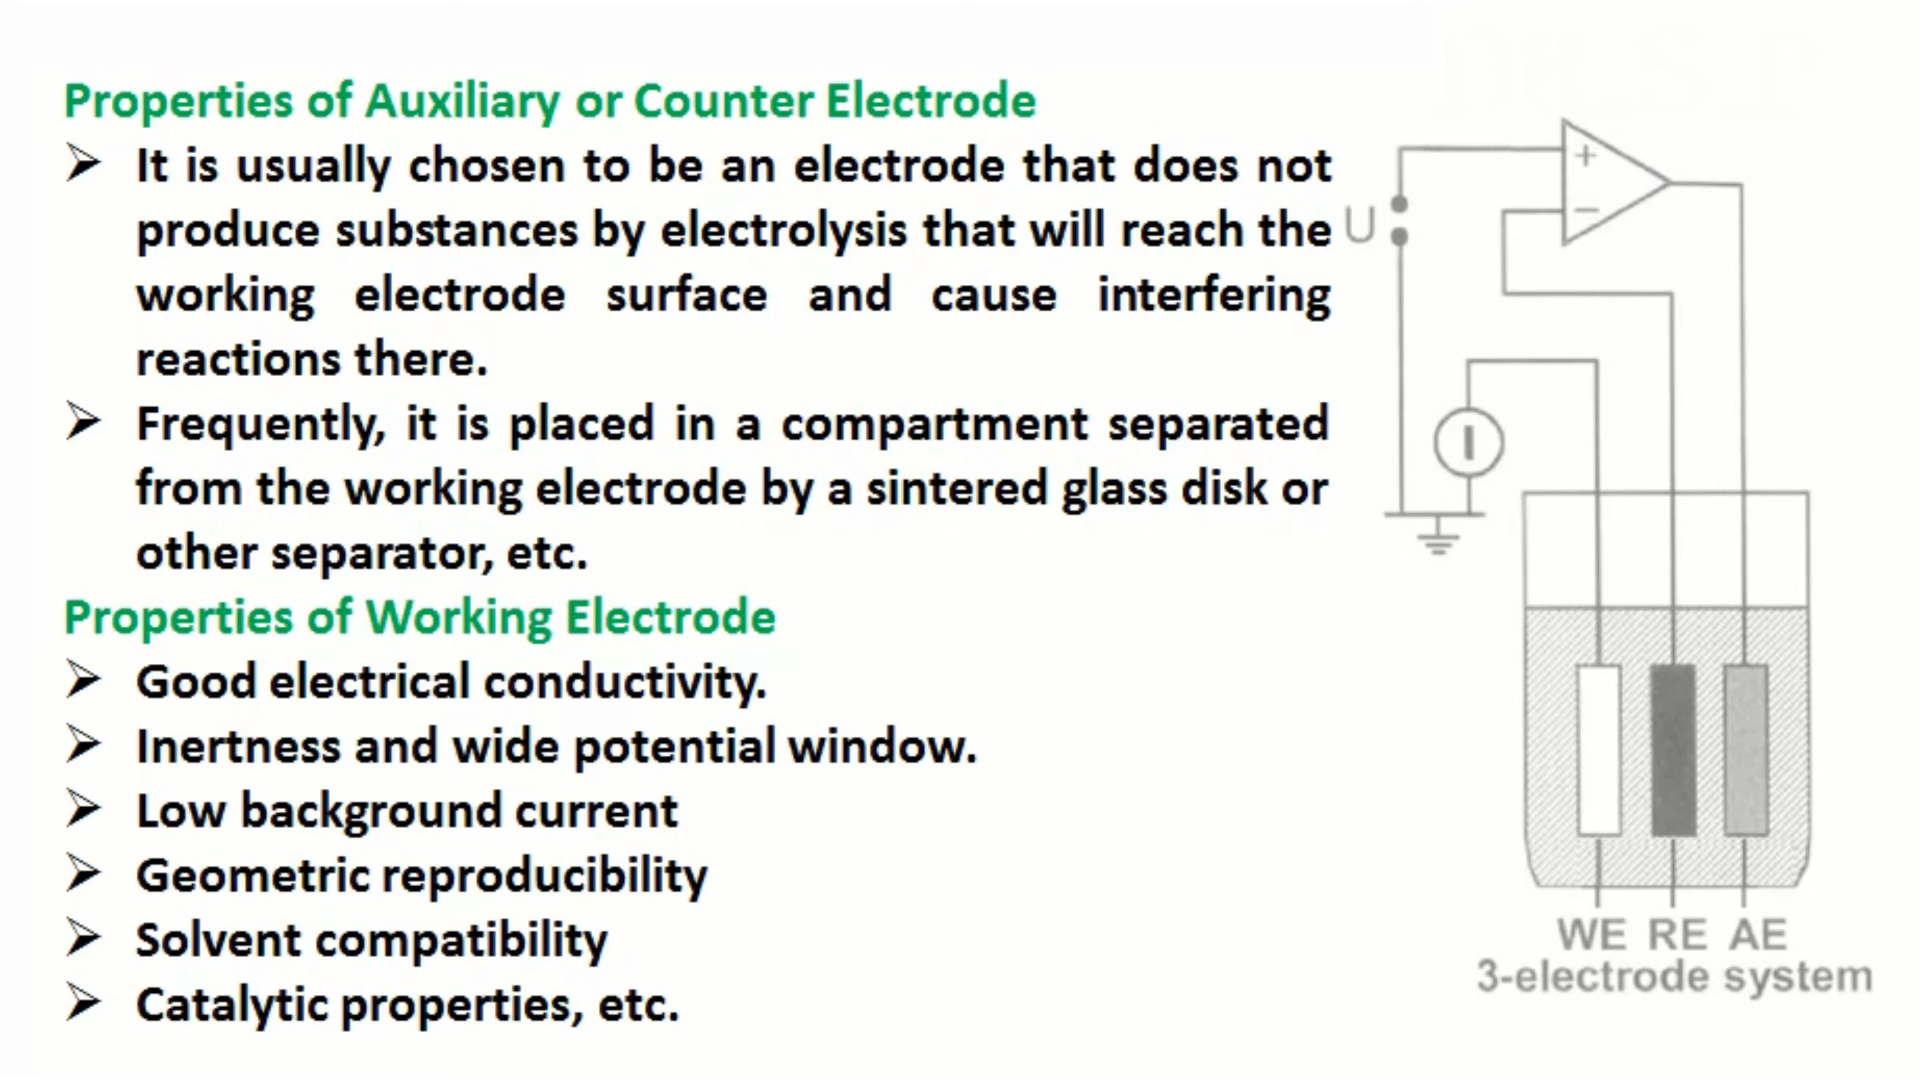 Properties of Auxiliary or Counter Electrode
➢ It is usually chosen to be an electrode that does not
produce substances by electrolysis that will reach the
working electrode surface and cause interfering
reactions there.
➢ Frequently, it is placed in a compartment separated
from the working electrode by a sintered glass disk or
other separator, etc.
Properties of Working Electrode
➢ Good electrical conductivity.
➢ Inertness and wide potential window.
➢ Low background current
➢ Geometric reproducibility
➢ Solvent compatibility
➢ Catalytic properties, etc.
+
U
−
I
WE RE AE
3-electrode system